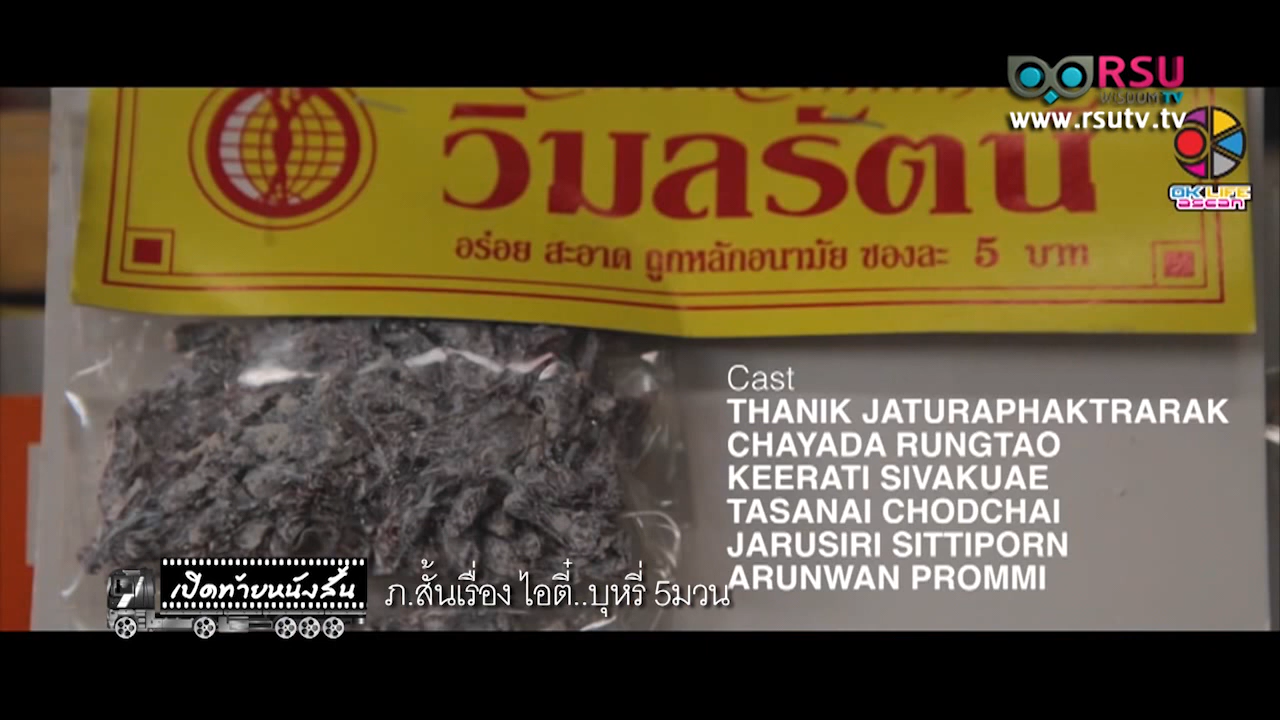 RSU
WISDOM TV
www.rsutv.tv
OK LIFE
ascan
วิมลรัตน์
อร่อย สะอาด ถูกหลักอนามัย ซองละ 5 บาท
Cast
THANIK JATURAPHAKTRARAK
CHAYADA RUNGTAO
KEERATI SIVAKUAE
TASANAI CHODCHAI
JARUSIRI SITTIPORN
ARUNWAN PROMMI
เปิดท้ายหนังสั้น
ภ.สั้นเรื่อง ไอตี๋..บุหรี่ 5มวน